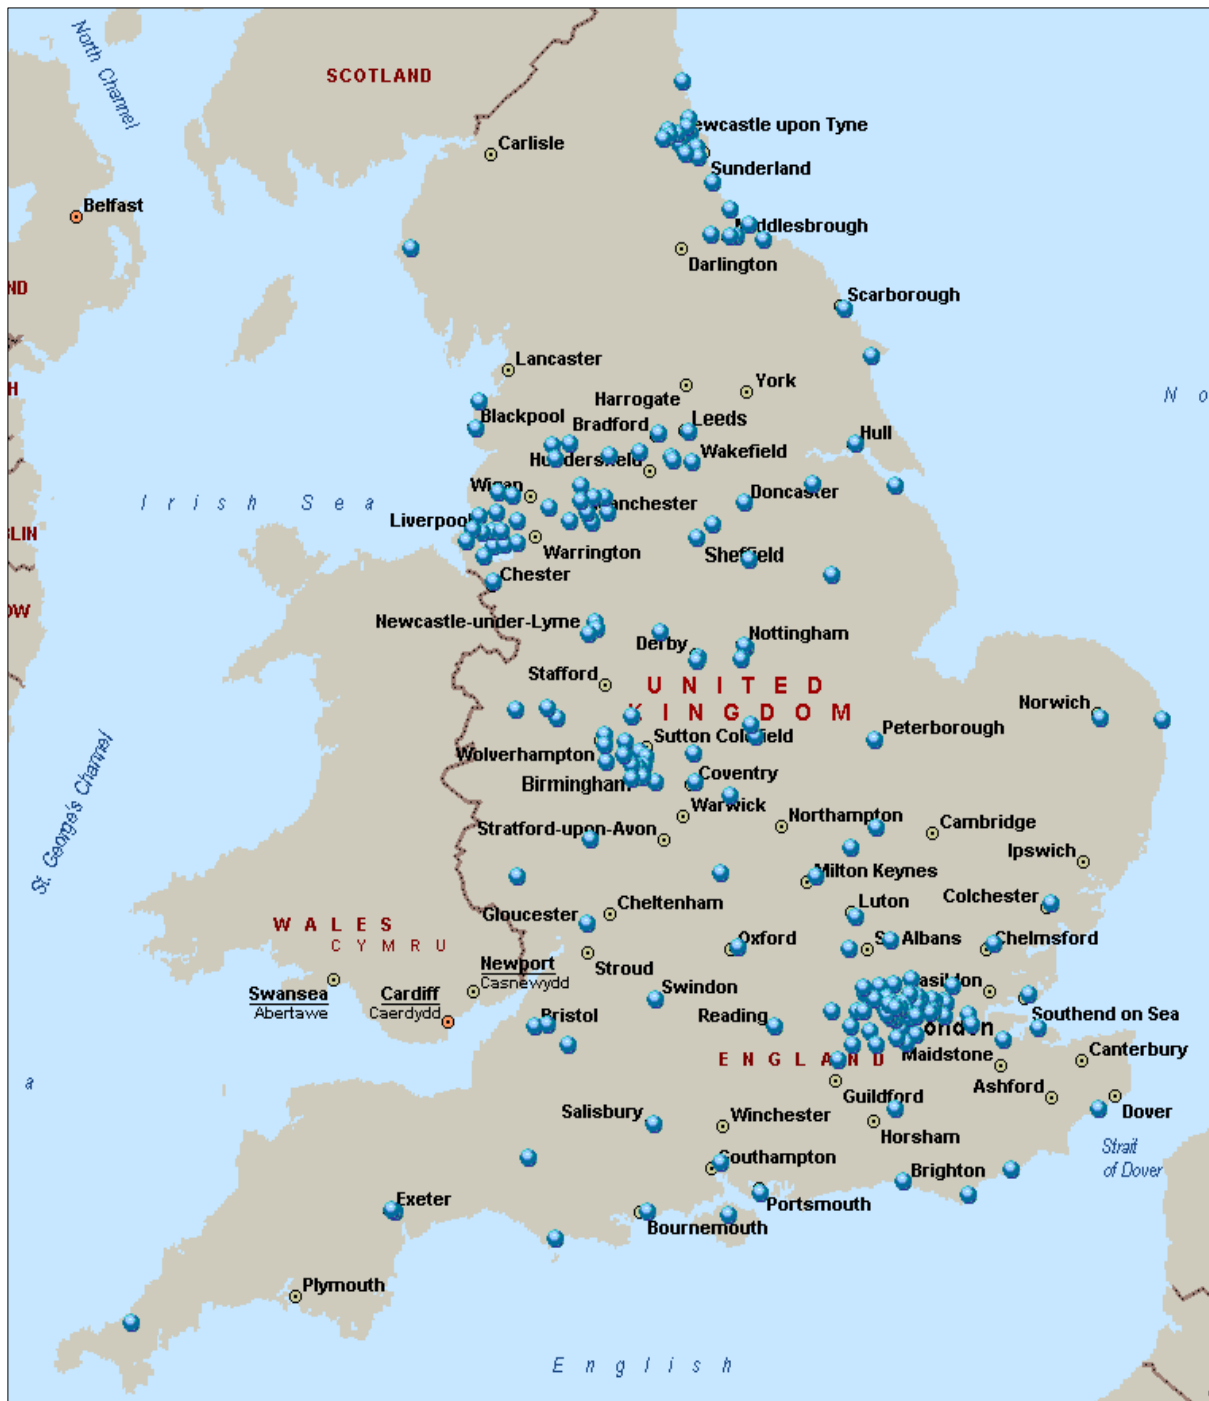 North Channel
SCOTLAND
ewcastle upon Tyne
Carlisle
Sunderland
Belfast
ddlesbrough
Darlington
ND
Scarborough
Lancaster
H
York
Harrogate
N o
Blackpool
Bradford
Leeds
Hull
Wakefield
Wigan
Doncaster
Irish Sea
anchester
Liverpool
LIN
Warrington
Sheffield
Chester
OW
Newcastle-under-Lyme
Nottingham
Derby
Stafford
UNITED
KINGDOM
Norwich
Peterborough
Sutton Coldfield
Wolverhampton
St. George's Channel
Coventry
Birmingham
Warwick
Northampton
Cambridge
Stratford-upon-Avon
Ipswich
Milton Keynes
Colchester
Luton
Cheltenham
Gloucester
WALES
CYMRU
Oxford
S Albans
Chelmsford
Stroud
Newport
Casnewydd
asildon
Swansea
Abertawe
Cardiff
Caerdydd
Swindon
Bristol
Reading
Southend on Sea
ondon
ENGLAND
Maidstone
Canterbury
a
Ashford
Guildford
Dover
Salisbury
Winchester
Horsham
Strait
of Dover
Southampton
Brighton
Exeter
Portsmouth
Bournemouth
Plymouth
English